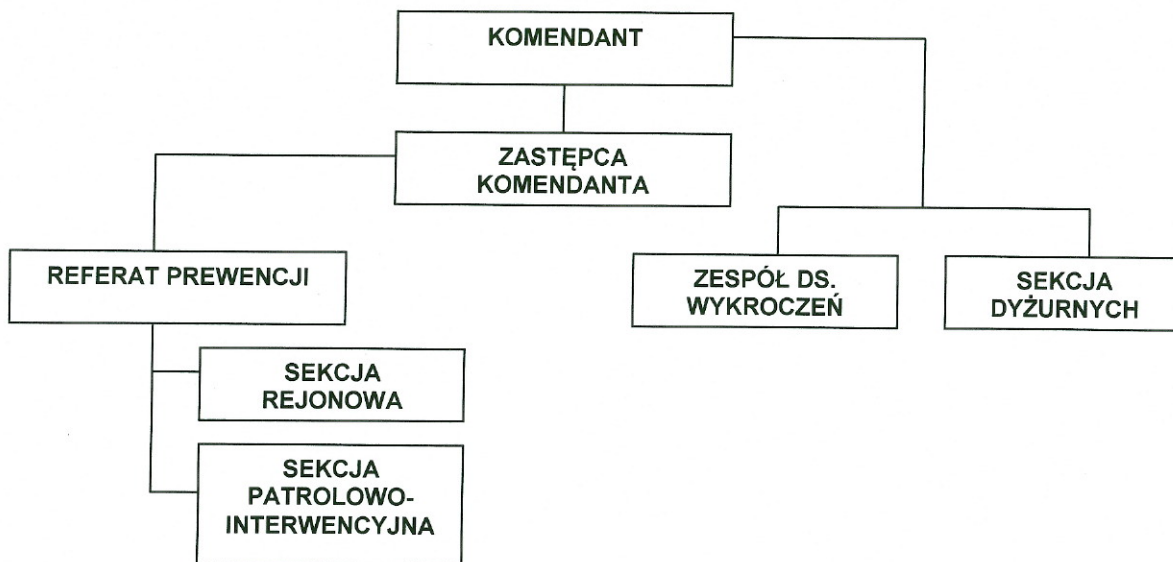 KOMENDANT
ZASTĘPCA
KOMENDANTA
REFERAT PREWENCJI
ZESPÓŁ DS.
WYKROCZEŃ
SEKCJA
DYŻURNYCH
SEKCJA
REJONOWA
SEKCJA
PATROLOWO-
INTERWENCYJNA